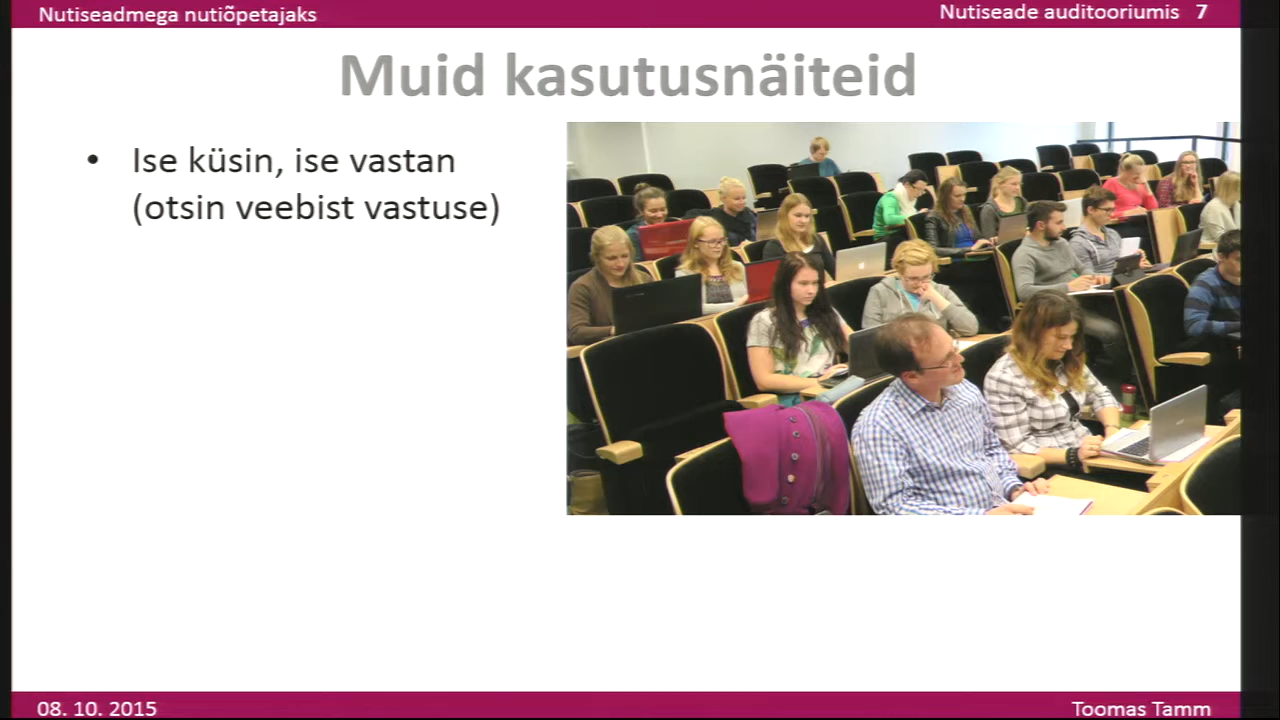 Nutiseadmega nutiõpetajaks
Nutiseade auditooriumis 7
Muid kasutusnäiteid
• Ise küsin, ise vastan
(otsin veebist vastuse)
08. 10. 2015
Toomas Tamm